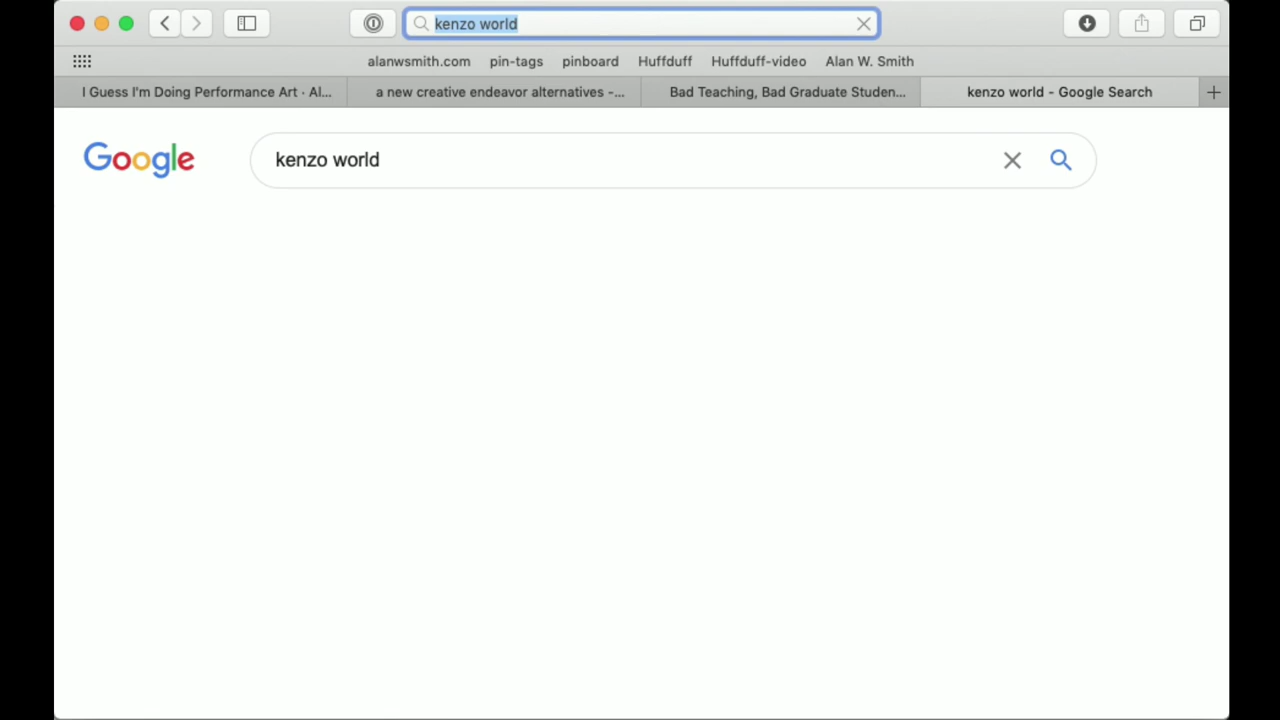 kenzo world
alanwsmith.com pin-tags pinboard Huffduff Huffduff-video Alan W. Smith
I Guess I'm Doing Performance Art · Al... a new creative endeavor alternatives -... Bad Teaching, Bad Graduate Studen... kenzo world - Google Search
Google kenzo world